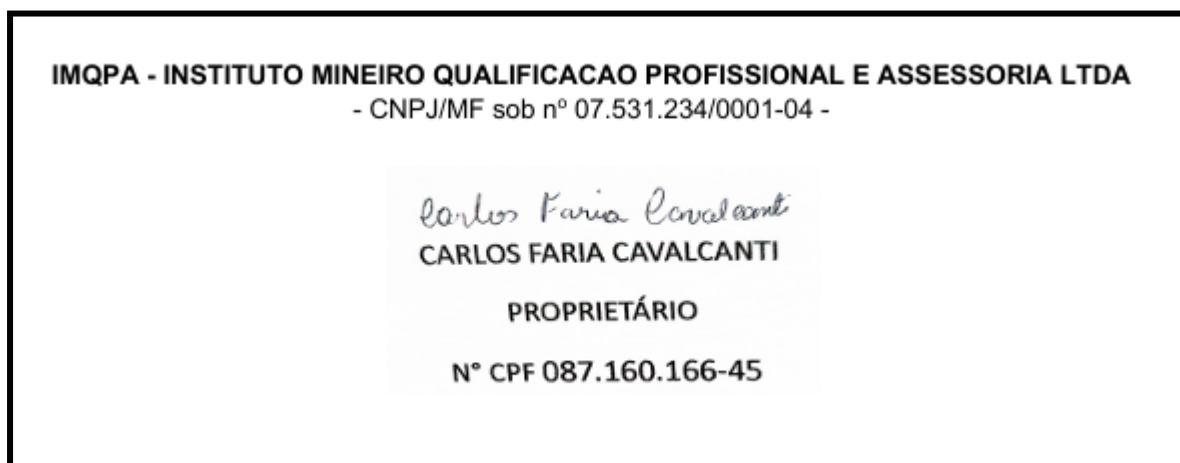 IMQPA - INSTITUTO MINEIRO QUALIFICACAO PROFISSIONAL E ASSESSORIA LTDA
- CNPJ/MF sob nº 07.531.234/0001-04 -
Carlos Faria Cavalcanti
CARLOS FARIA CAVALCANTI
PROPRIETÁRIO
N° CPF 087.160.166-45